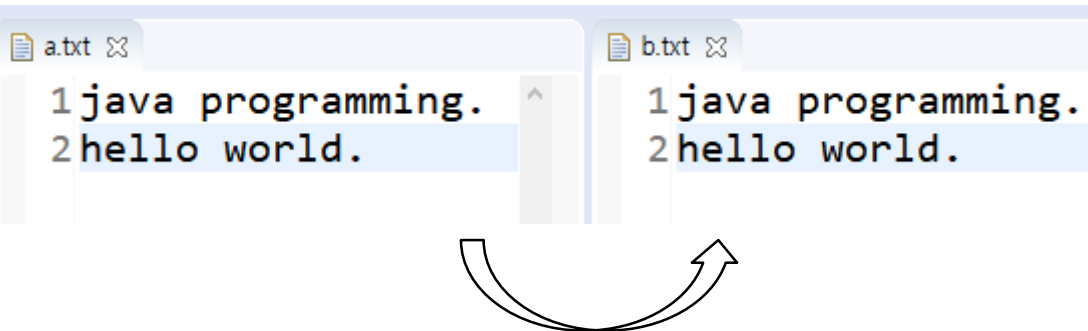 a.txt
1 java programming.
2 hello world.
b.txt
1 java programming.
2 hello world.